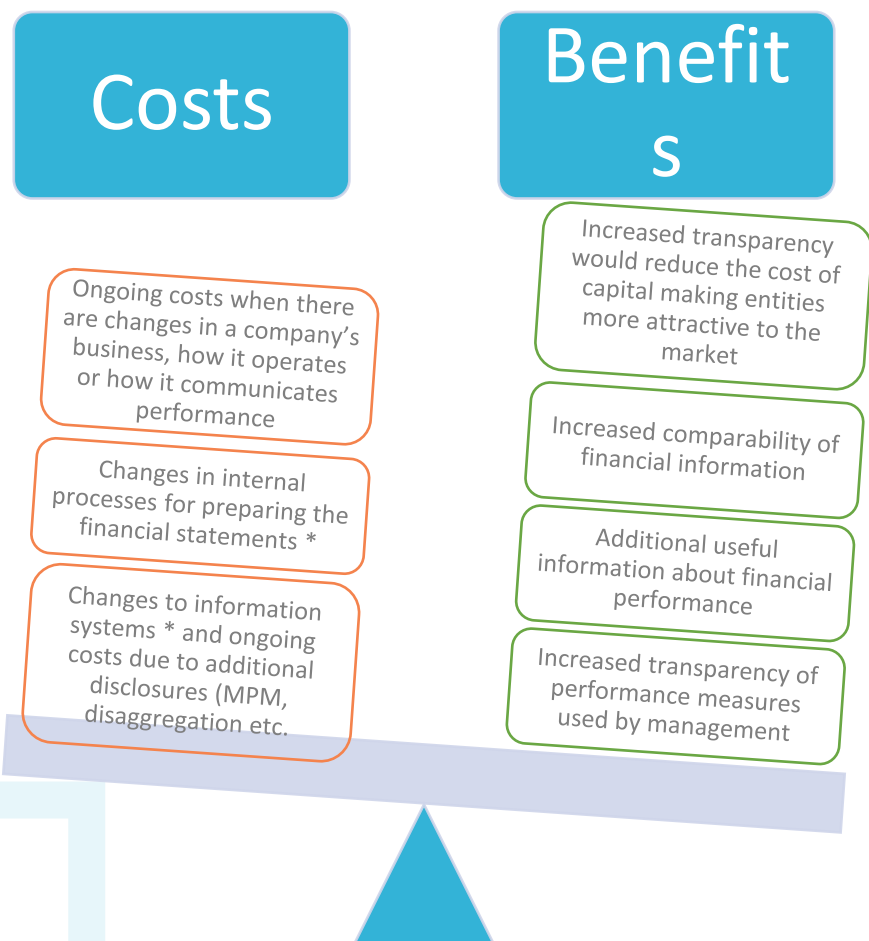 Costs
Ongoing costs when there
are changes in a company’s
business, how it operates
or how it communicates
performance
Changes in internal
processes for preparing the
financial statements *
Changes to information
systems * and ongoing
costs due to additional
disclosures (MPM,
disaggregation etc.
Benefit
s
Increased transparency
would reduce the cost of
capital making entities
more attractive to the
market
Increased comparability of
financial information
Additional useful
information about financial
performance
Increased transparency of
performance measures
used by management